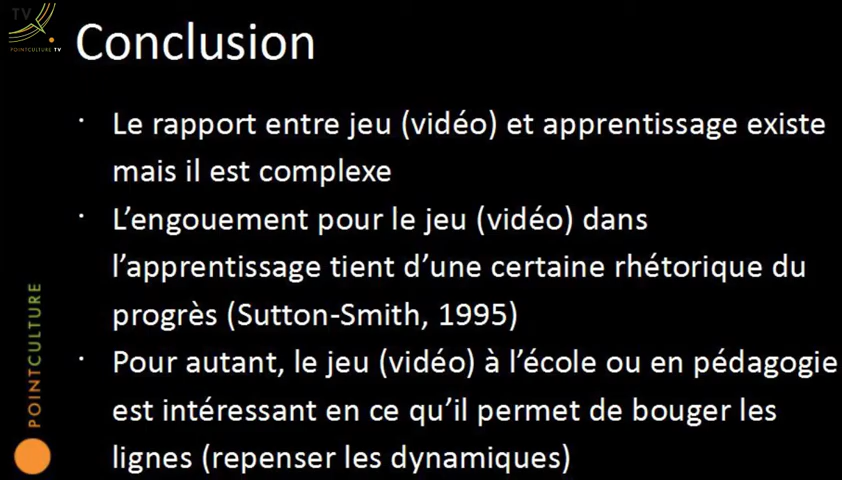 TV
POINTCULTURE TV
Conclusion
· Le rapport entre jeu (vidéo) et apprentissage existe
mais il est complexe
· L’engouement pour le jeu (vidéo) dans
l’apprentissage tient d’une certaine rhétorique du
progrès (Sutton-Smith, 1995)
· Pour autant, le jeu (vidéo) à l’école ou en pédagogie
est intéressant en ce qu’il permet de bouger les
lignes (repenser les dynamiques)
POINTCULTURE